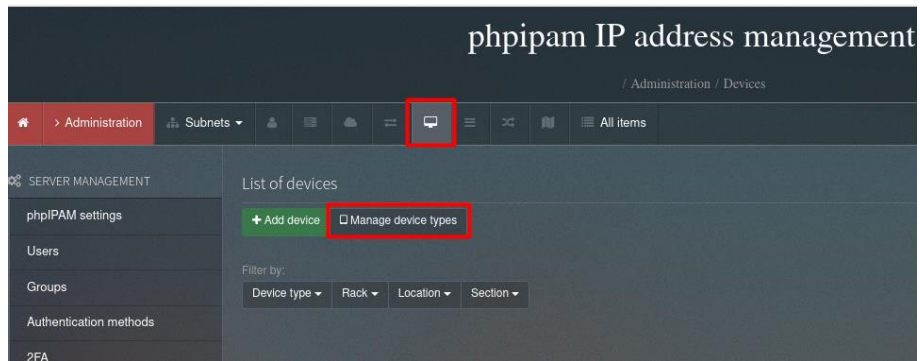 phpipam IP address management
/ Administration / Devices
> Administration Subnets All items
SERVER MANAGEMENT
phpIPAM settings
Users
Groups
Authentication methods
2FA
List of devices
+ Add device Manage device types
Filter by:
Device type Rack Location Section